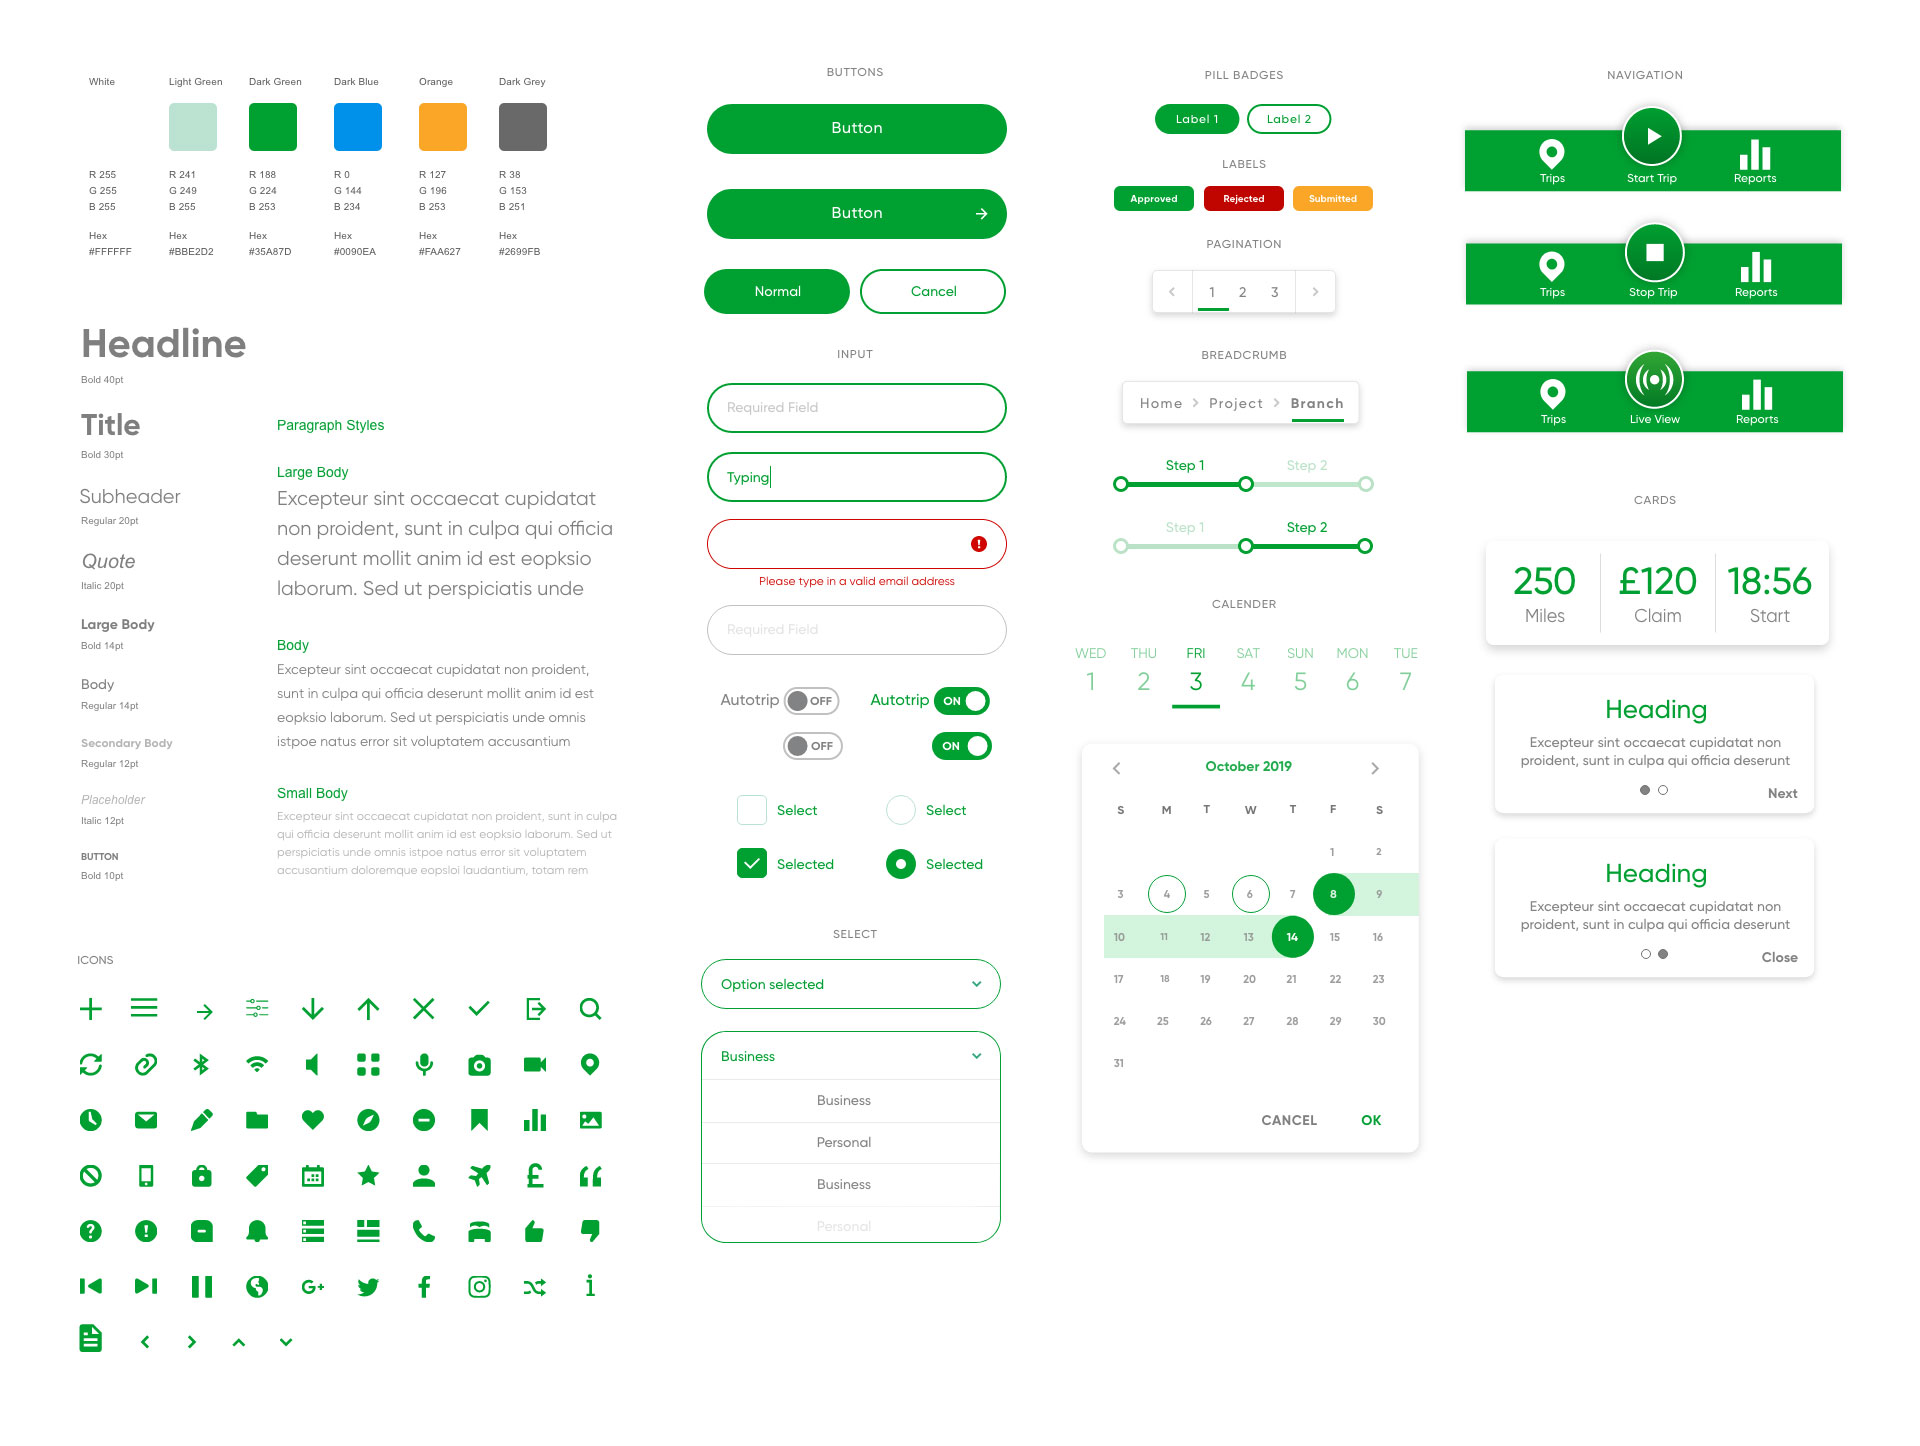 White
Light Green
Dark Green
Dark Blue
Orange
Dark Grey
R 255
G 255
B 255
R 241
G 249
B 255
R 188
G 224
B 253
R 0
G 144
B 234
R 127
G 196
B 253
R 38
G 153
B 251
Hex
#FFFFFF
Hex
#BBE2D2
Hex
#35A87D
Hex
#0090EA
Hex
#FAA627
Hex
#2699FB
Headline
Bold 40pt
Title
Bold 30pt
Subheader
Regular 20pt
Quote
Italic 20pt
Large Body
Bold 14pt
Body
Regular 14pt
Secondary Body
Regular 12pt
Placeholder
Italic 12pt
BUTTON
Bold 10pt
Paragraph Styles
Large Body
Excepteur sint occaecat cupidatat
non proident, sunt in culpa qui officia
deserunt mollit anim id est eopksio
laborum. Sed ut perspiciatis unde
Body
Excepteur sint occaecat cupidatat non proident,
sunt in culpa qui officia deserunt mollit anim id est
eopksio laborum. Sed ut perspiciatis unde omnis
istpoe natus error sit voluptatem accusantium
Small Body
Excepteur sint occaecat cupidatat non proident, sunt in culpa
qui officia deserunt mollit anim id est eopksio laborum. Sed ut
perspiciatis unde omnis istpoe natus error sit voluptatem
accusantium doloremque eopsloi laudantium, totam rem
ICONS
BUTTONS
Button
Button
Normal
Cancel
INPUT
Required Field
Typing
Please type in a valid email address
Required Field
Autotrip OFF
Autotrip ON
OFF
ON
Select
Select
Selected
Selected
SELECT
Option selected
Business
Business
Personal
Business
Personal
PILL BADGES
Label 1
Label 2
LABELS
Approved
Rejected
Submitted
PAGINATION
1 2 3
BREADCRUMB
Home Project Branch
Step 1
Step 2
Step 1
Step 2
CALENDER
WED THU FRI SAT SUN MON TUE
1 2 3 4 5 6 7
October 2019
S M T W T F S
1 2
3 4 5 6 7 8 9
10 11 12 13 14 15 16
17 18 19 20 21 22 23
24 25 26 27 28 29 30
31
CANCEL
OK
NAVIGATION
Trips
Start Trip
Reports
Trips
Stop Trip
Reports
Trips
Live View
Reports
CARDS
250
Miles
£120
Claim
18:56
Start
Heading
Excepteur sint occaecat cupidatat non
proident, sunt in culpa qui officia deserunt
Next
Heading
Excepteur sint occaecat cupidatat non
proident, sunt in culpa qui officia deserunt
Close